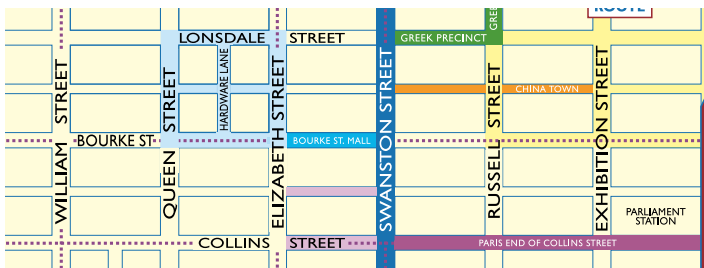 ROUTE
LONSDALE STREET
GREEK PRECINCT
GREE
HARDWARE LANE
CHINA TOWN
WILLIAM STREET
QUEEN STREET
ELIZABETH STREET
SWANSTON STREET
RUSSELL STREET
EXHIBITION STREET
BOURKE ST
BOURKE ST. MALL
PARLIAMENT
STATION
COLLINS STREET
PARIS END OF COLLINS STREET